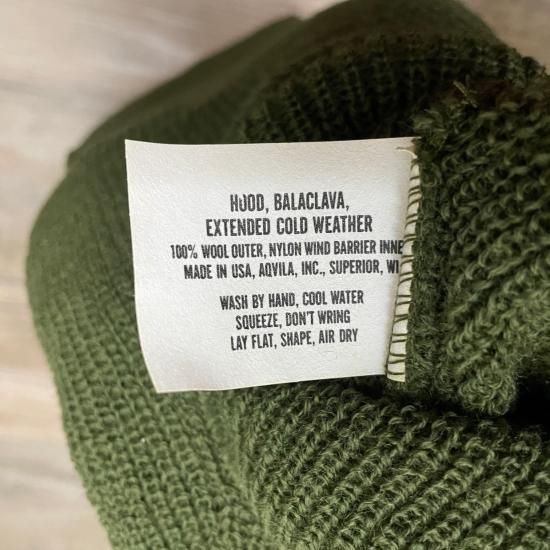 HOOD, BALACLAVA,
EXTENDED COLD WEATHER
100% WOOL OUTER, NYLON WIND BARRIER INNE
MADE IN USA, AQVILA, INC., SUPERIOR, WI
WASH BY HAND, COOL WATER
SQUEEZE, DON'T WRING
LAY FLAT, SHAPE, AIR DRY